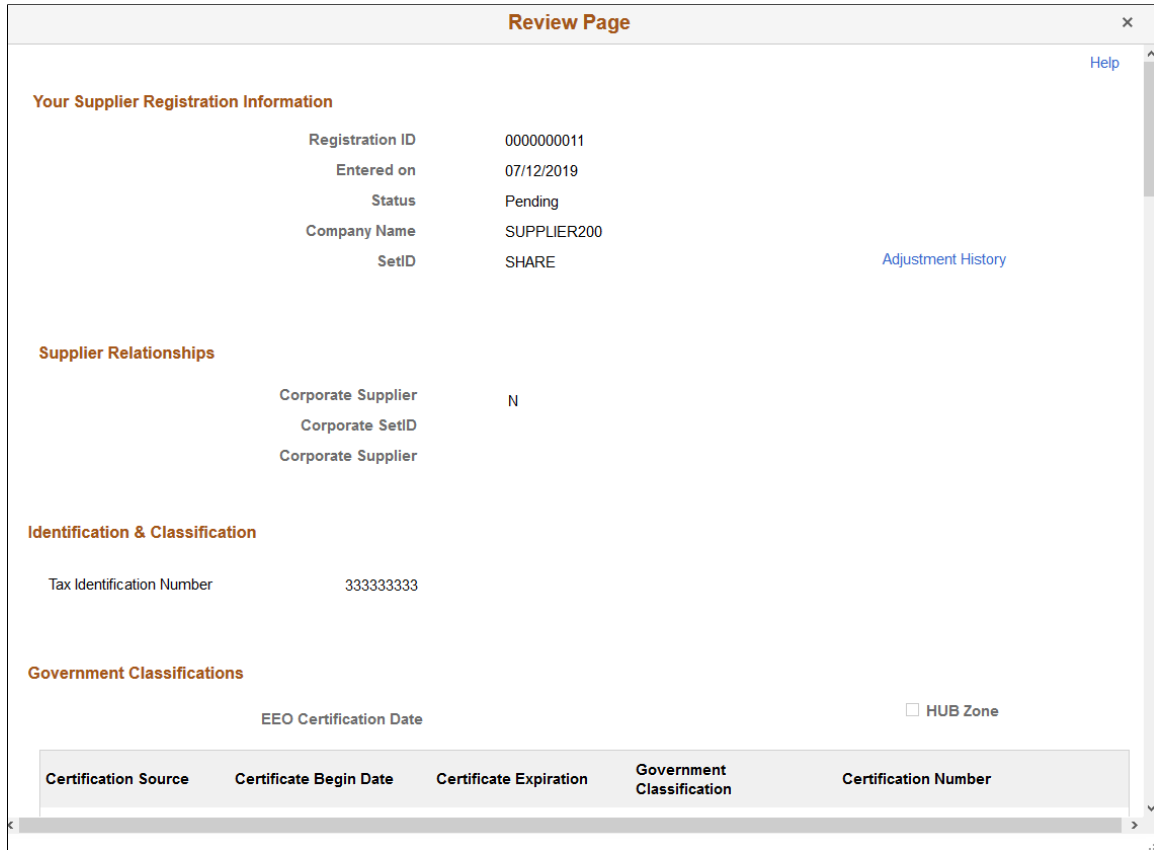 Review Page
×
Help
Your Supplier Registration Information
Registration ID 0000000011
Entered on 07/12/2019
Status Pending
Company Name SUPPLIER200
SetID SHARE Adjustment History
Supplier Relationships
Corporate Supplier N
Corporate SetID
Corporate Supplier
Identification & Classification
Tax Identification Number 333333333
Government Classifications
EEO Certification Date HUB Zone
Certification Source Certificate Begin Date Certificate Expiration Government Classification Certification Number